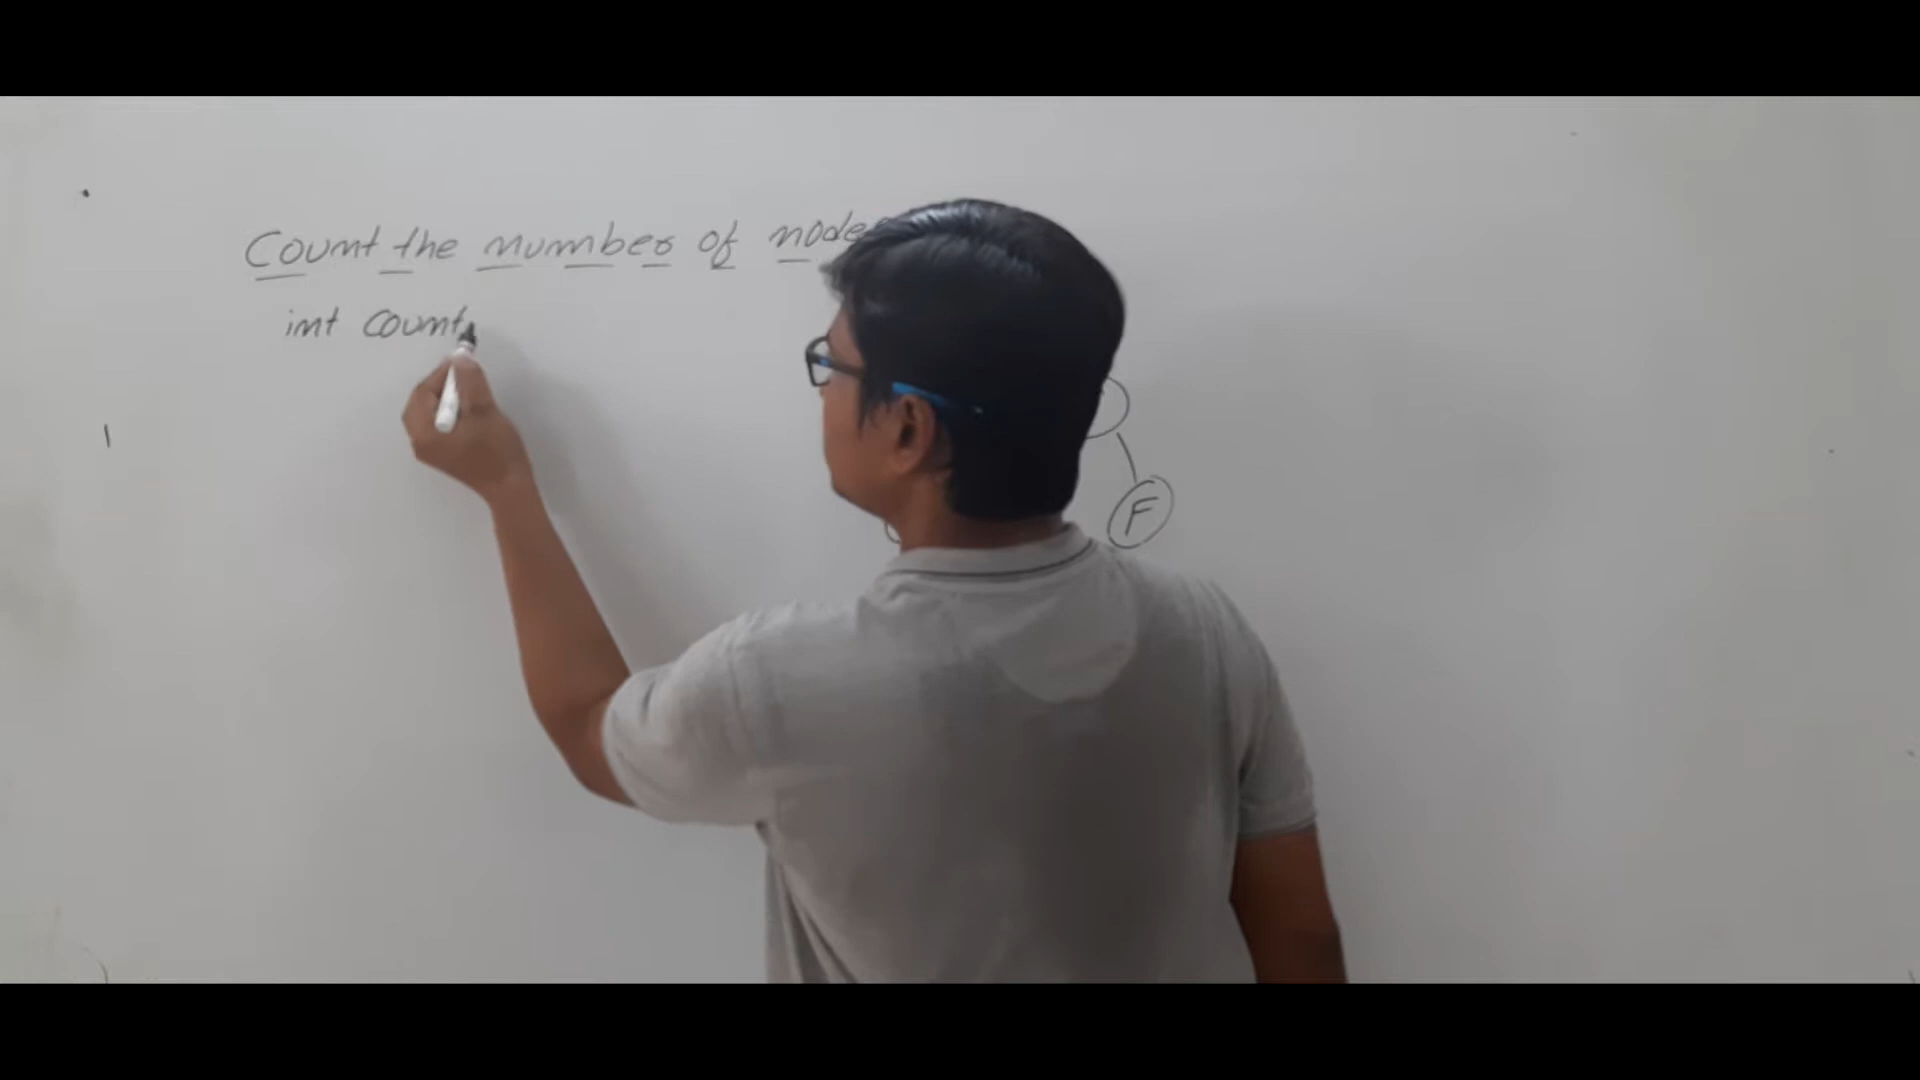 Count the number of node
int Count
F